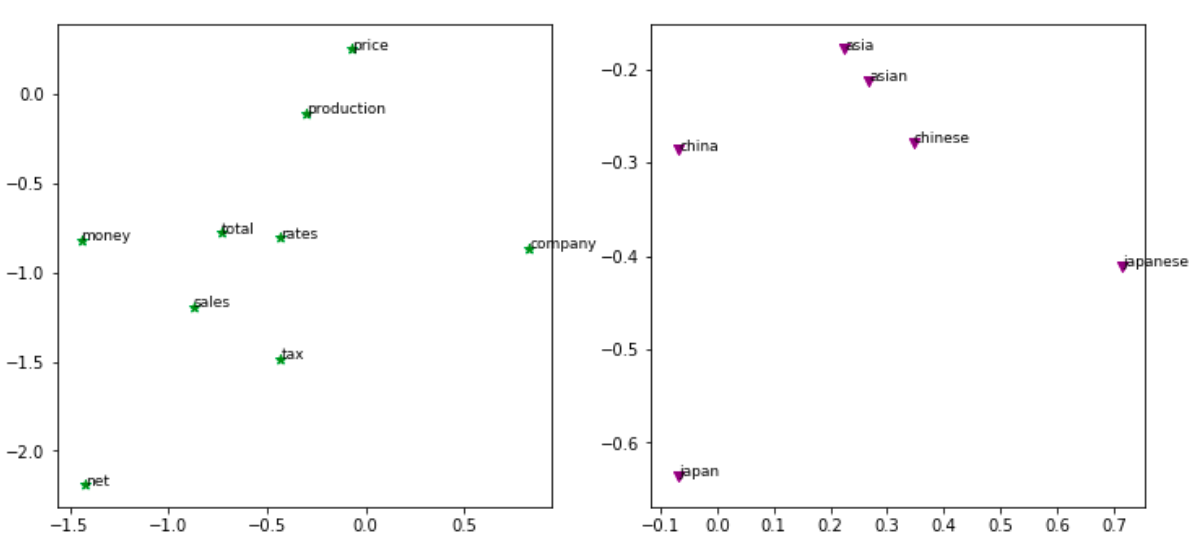 price
production
money
total
rates
company
sales
tax
net
0.0
−0.5
−1.0
−1.5
−2.0
−1.5
−1.0
−0.5
0.0
0.5
asia
asian
china
chinese
japanese
japan
−0.2
−0.3
−0.4
−0.5
−0.6
−0.1
0.0
0.1
0.2
0.3
0.4
0.5
0.6
0.7